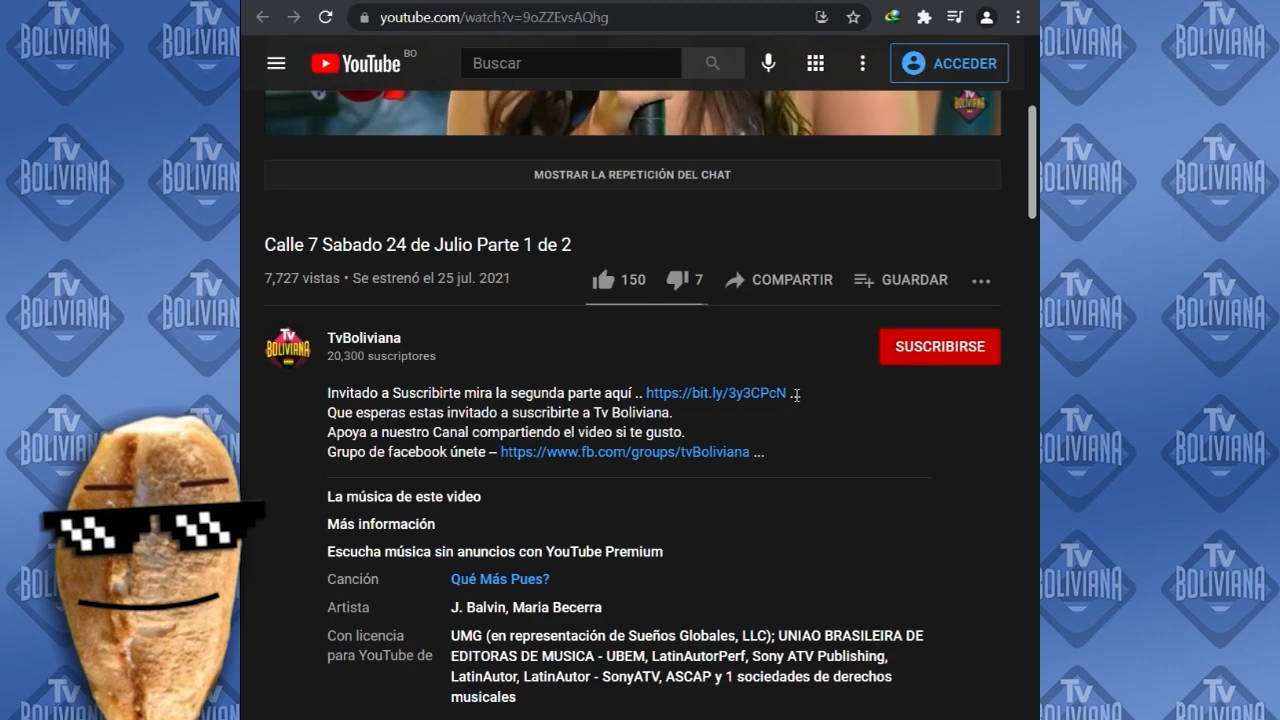 youtube.com/watch?v=9oZZEvsAQhg
YouTube BO
Buscar
ACCEDER
MOSTRAR LA REPETICIÓN DEL CHAT
Calle 7 Sabado 24 de Julio Parte 1 de 2
7,727 vistas • Se estrenó el 25 jul. 2021
150
7
COMPARTIR
GUARDAR
Tv BOLIVIANA
TvBoliviana
20,300 suscriptores
SUSCRIBIRSE
Invitado a Suscribirte mira la segunda parte aquí .. https://bit.ly/3y3CPcN ..
Que esperas estas invitado a suscribirte a Tv Boliviana.
Apoya a nuestro Canal compartiendo el video si te gusto.
Grupo de facebook únete – https://www.fb.com/groups/tvBoliviana ...
La música de este video
Más información
Escucha música sin anuncios con YouTube Premium
Canción Qué Más Pues?
Artista J. Balvin, Maria Becerra
Con licencia para YouTube de
UMG (en representación de Sueños Globales, LLC); UNIAO BRASILEIRA DE
EDITORAS DE MUSICA - UBEM, LatinAutorPerf, Sony ATV Publishing,
LatinAutor, LatinAutor - SonyATV, ASCAP y 1 sociedades de derechos
musicales